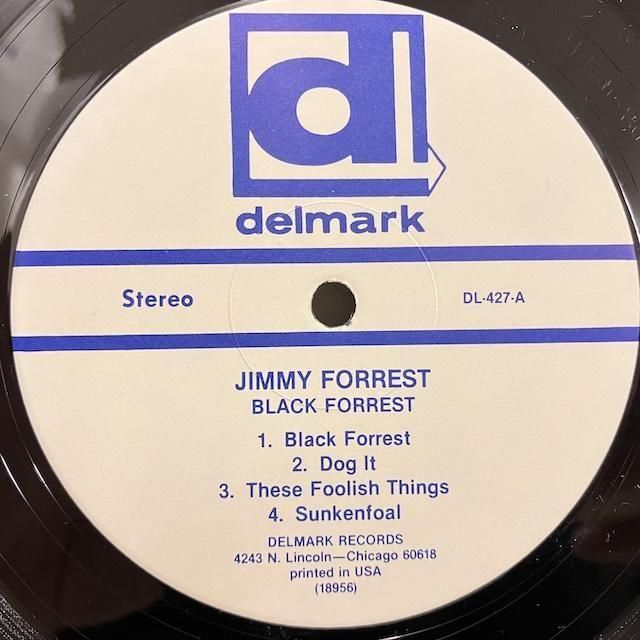 d
delmark
Stereo
DL-427-A
JIMMY FORREST
BLACK FORREST
1. Black Forrest
2. Dog It
3. These Foolish Things
4. Sunkenfoal
DELMARK RECORDS
4243 N. Lincoln—Chicago 60618
printed in USA
(18956)